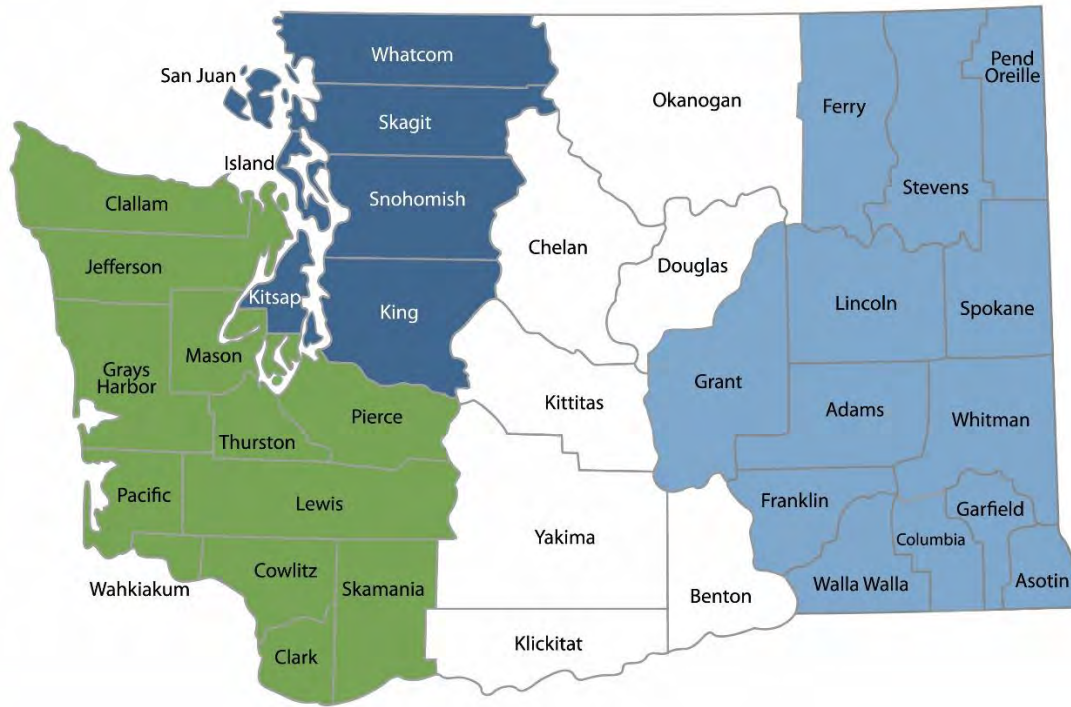 Whatcom
San Juan
Skagit
Island
Snohomish
Clallam
Jefferson
Kitsap
King
Mason
Grays
Harbor
Thurston
Pierce
Pacific
Lewis
Wahkiakum
Cowlitz
Skamania
Clark
Okanogan
Chelan
Douglas
Kittitas
Yakima
Benton
Klickitat
Ferry
Pend
Oreille
Stevens
Lincoln
Spokane
Grant
Adams
Whitman
Franklin
Garfield
Columbia
Walla Walla
Asotin